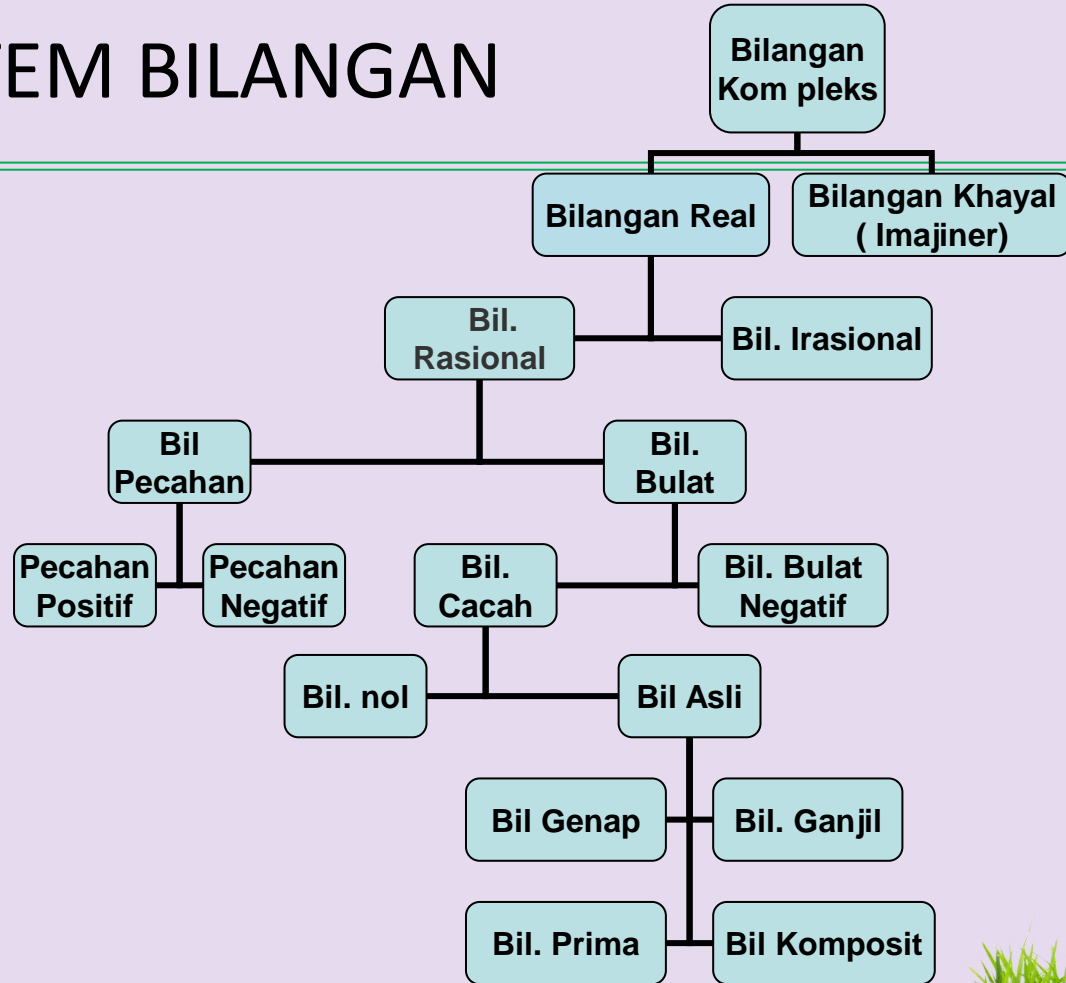 TEM BILANGAN
Bilangan
Kom pleks
Bilangan Real
Bilangan Khayal
( Imajiner)
Bil.
Rasional
Bil. Irasional
Bil
Pecahan
Bil.
Bulat
Pecahan
Positif
Pecahan
Negatif
Bil.
Cacah
Bil. Bulat
Negatif
Bil. nol
Bil Asli
Bil Genap
Bil. Ganjil
Bil. Prima
Bil Komposit